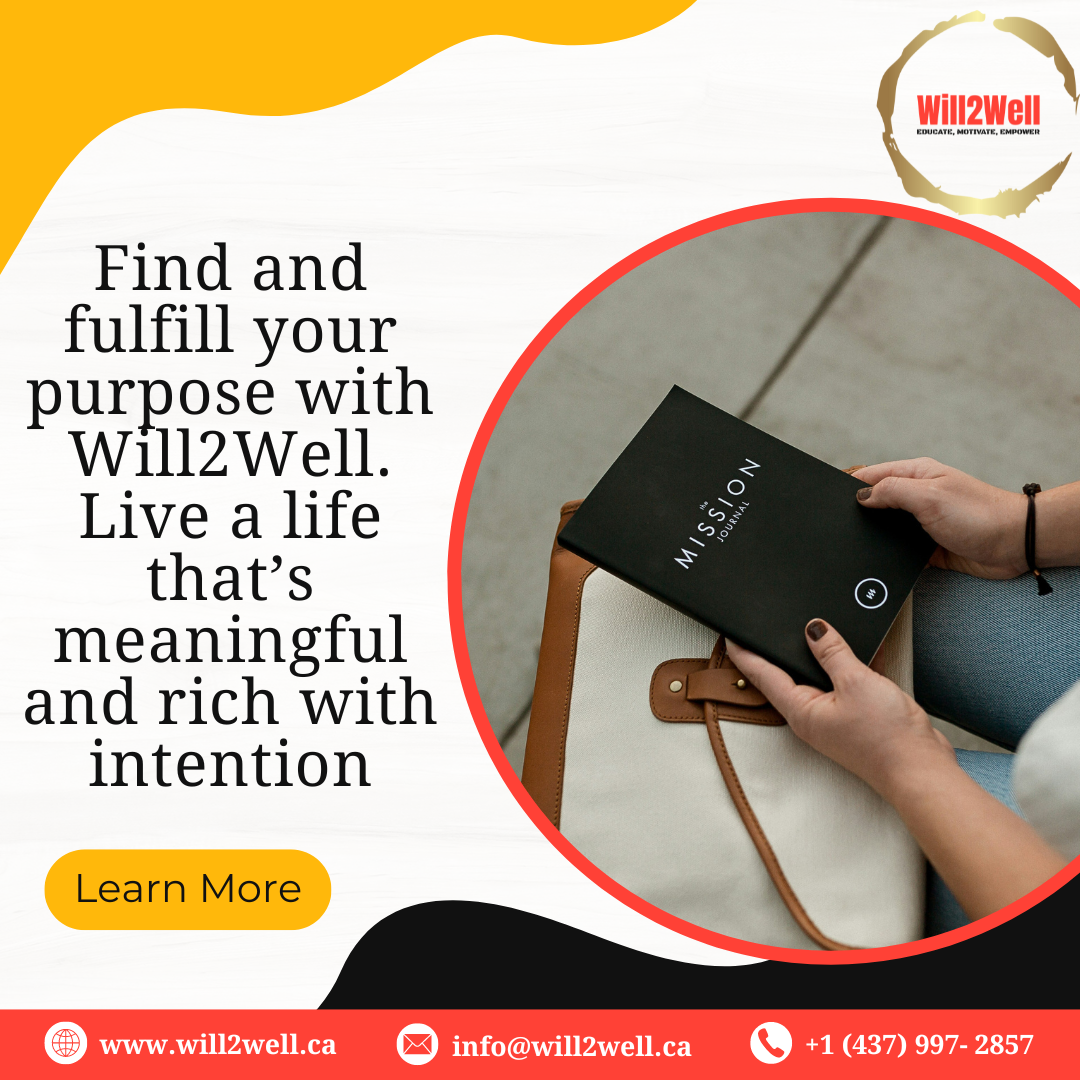 Will2Well
EDUCATE, MOTIVATE, EMPOWER
Find and
fulfill your
purpose with
Will2Well.
Live a life
that’s
meaningful
and rich with
intention
the
MISSION
JOURNAL
m
Learn More
www.will2well.ca
info@will2well.ca
+1 (437) 997- 2857